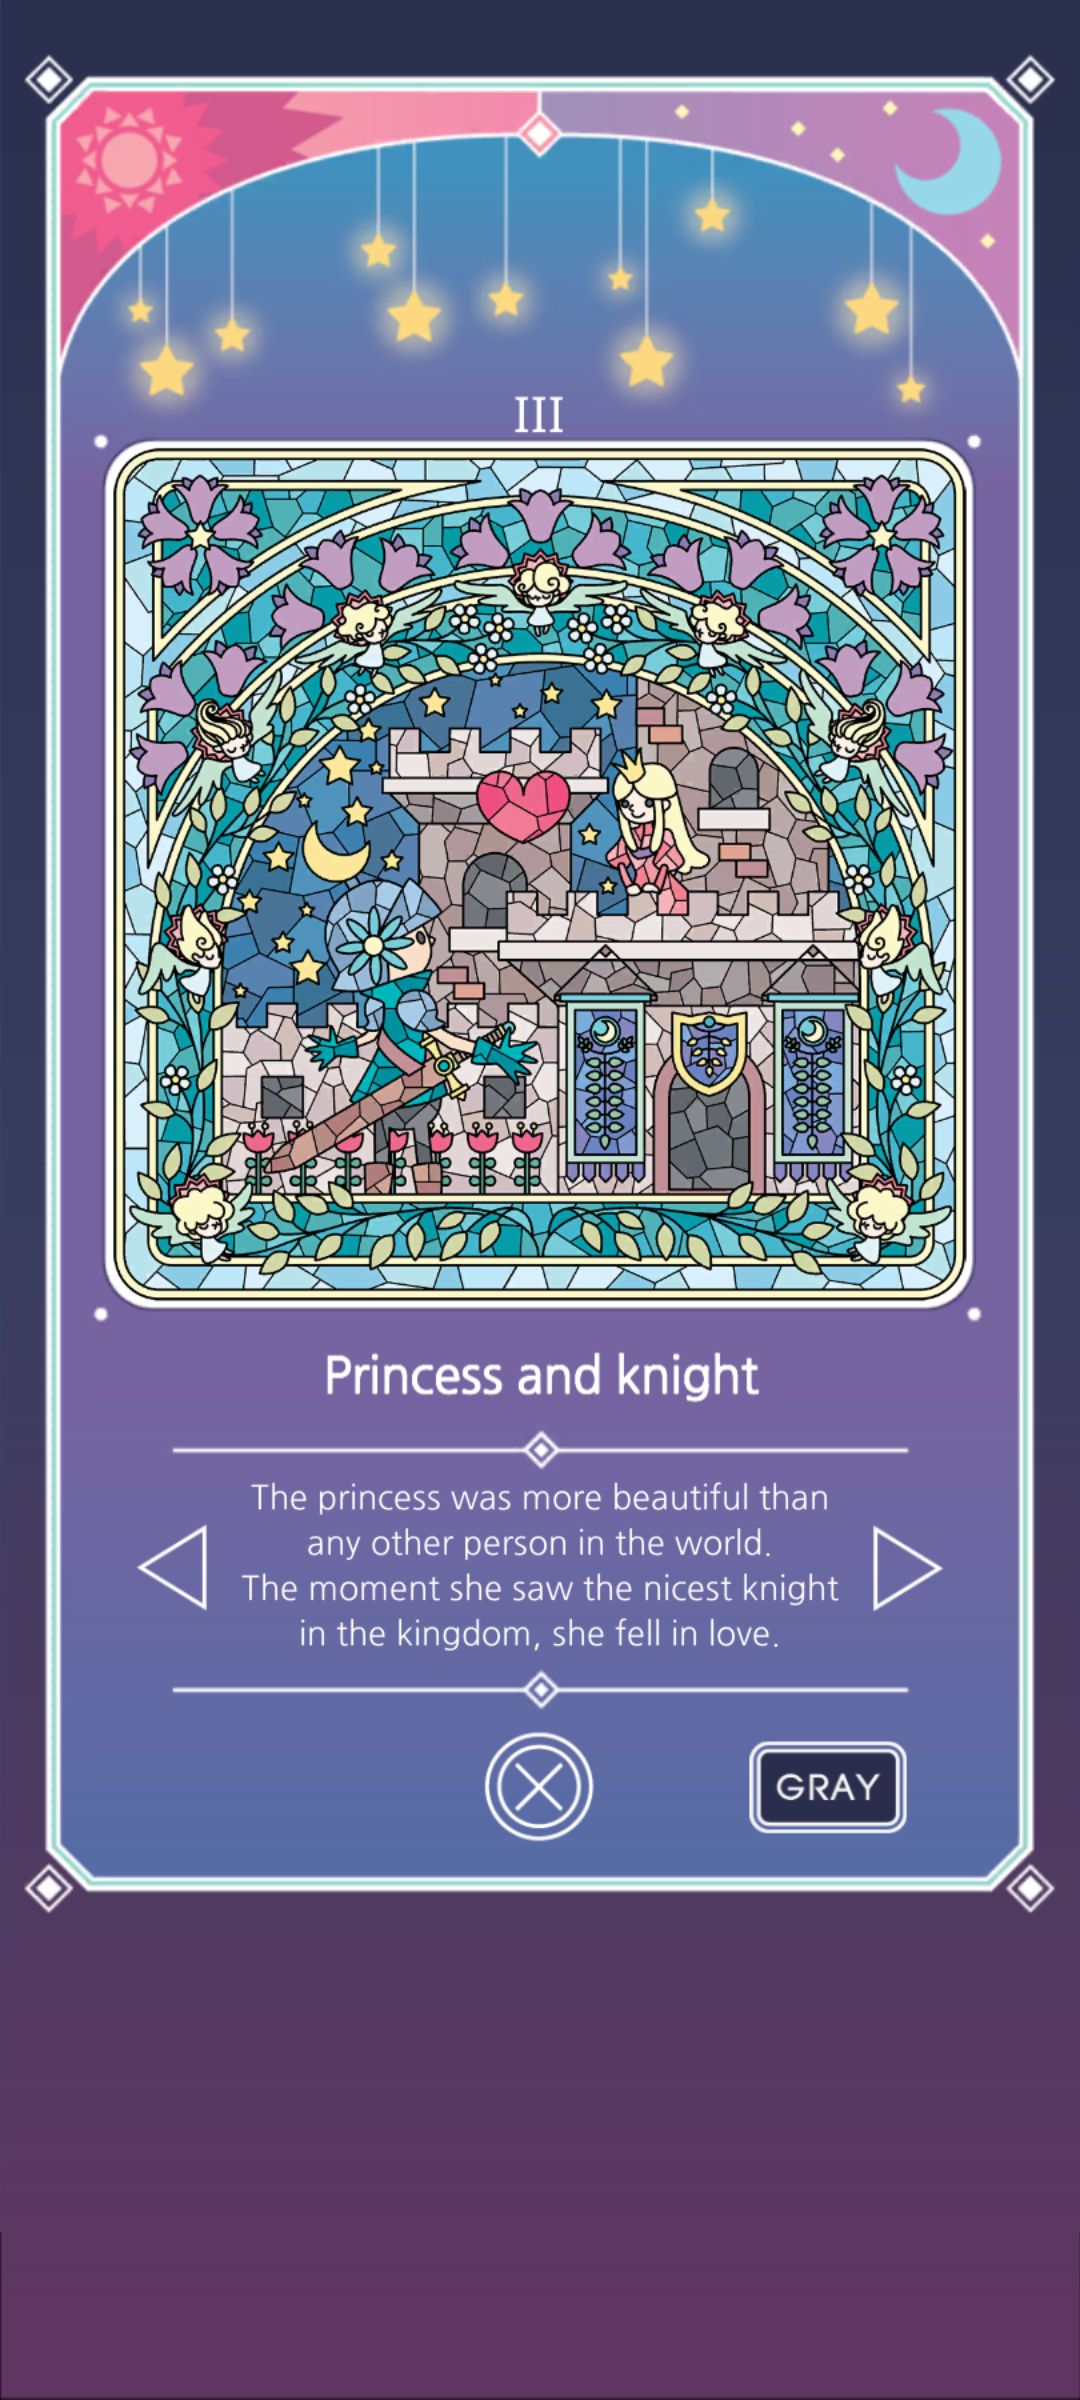 III
Princess and knight
The princess was more beautiful than
any other person in the world.
The moment she saw the nicest knight
in the kingdom, she fell in love.
GRAY